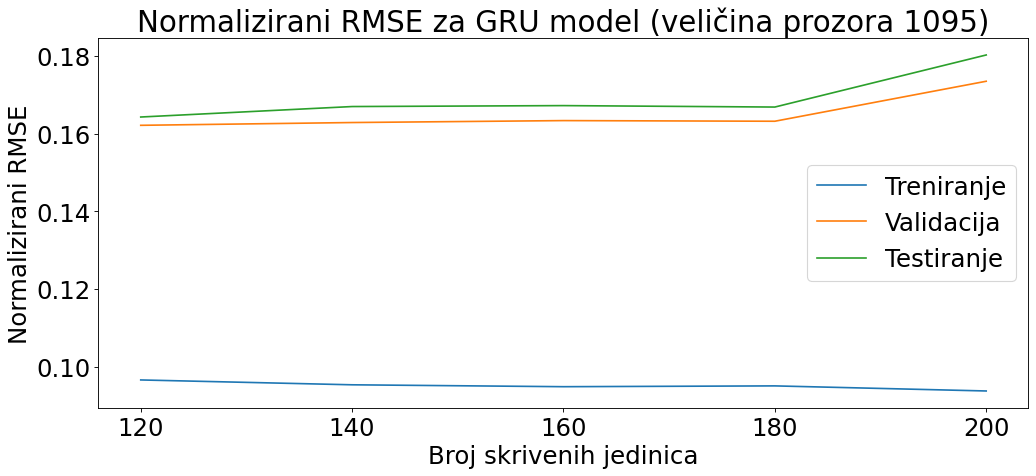 Normalizirani RMSE za GRU model (veličina prozora 1095)
Normalizirani RMSE
0.18
0.16
0.14
0.12
0.10
Treniranje
Validacija
Testiranje
120 140 160 180 200
Broj skrivenih jedinica